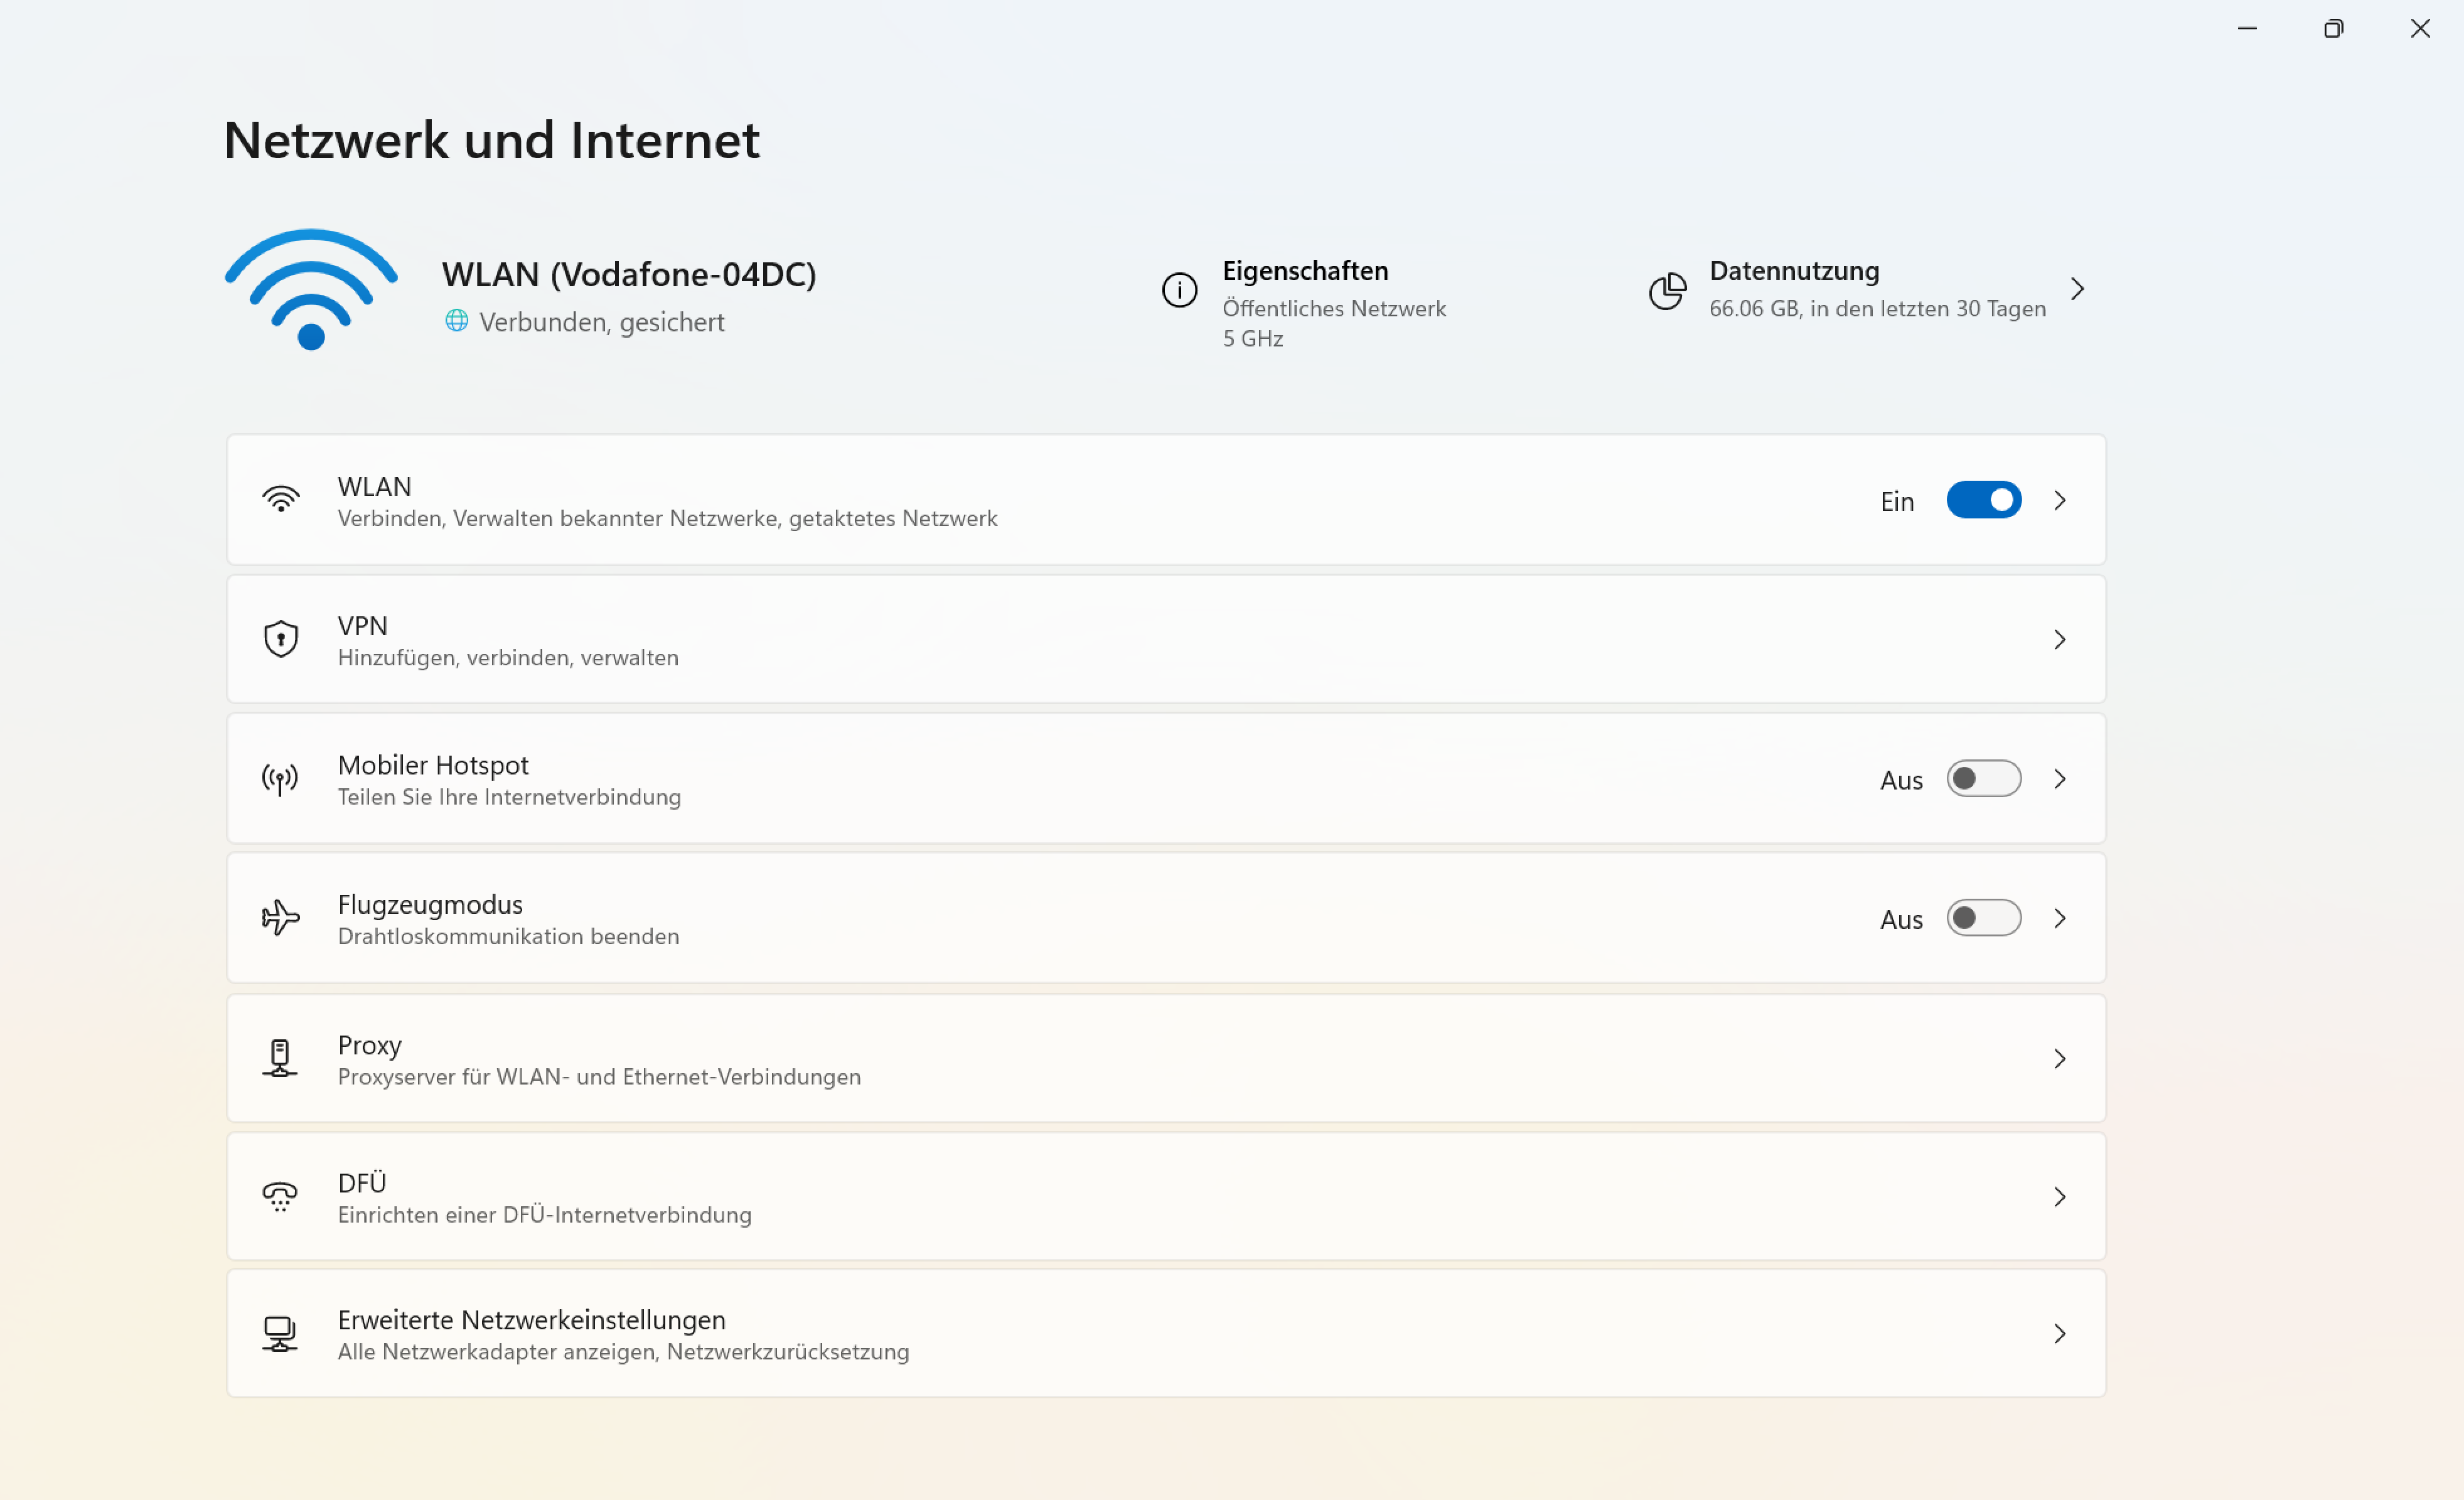 Netzwerk und Internet
WLAN (Vodafone-04DC)
Verbunden, gesichert
Eigenschaften
Öffentliches Netzwerk
5 GHz
Datennutzung
66.06 GB, in den letzten 30 Tagen
WLAN
Verbinden, Verwalten bekannter Netzwerke, getaktetes Netzwerk
Ein
VPN
Hinzufügen, verbinden, verwalten
Mobiler Hotspot
Teilen Sie Ihre Internetverbindung
Aus
Flugzeugmodus
Drahtloskommunikation beenden
Aus
Proxy
Proxyserver für WLAN- und Ethernet-Verbindungen
DFÜ
Einrichten einer DFÜ-Internetverbindung
Erweiterte Netzwerkeinstellungen
Alle Netzwerkadapter anzeigen, Netzwerkzurücksetzung